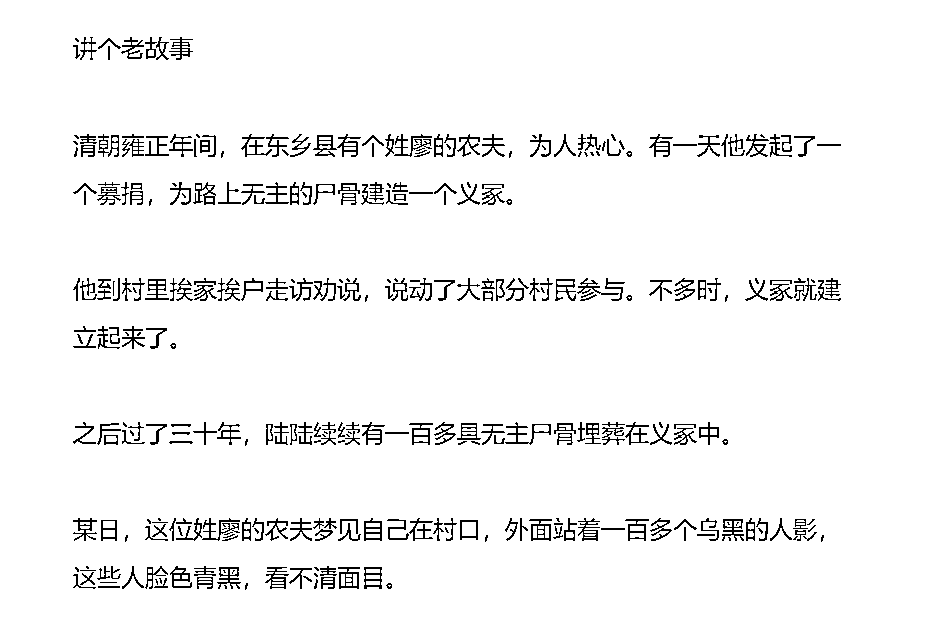 讲个老故事
清朝雍正年间，在东乡县有个姓廖的农夫，为人热心。有一天他发起了一
个募捐，为路上无主的尸骨建造一个义冢。
他到村里挨家挨户走访劝说，说动了大部分村民参与。不多时，义冢就建
立起来了。
之后过了三十年，陆陆续续有一百多具无主尸骨埋葬在义冢中。
某日，这位姓廖的农夫梦见自己在村口，外面站着一百多个乌黑的人影，
这些人脸色青黑，看不清面目。